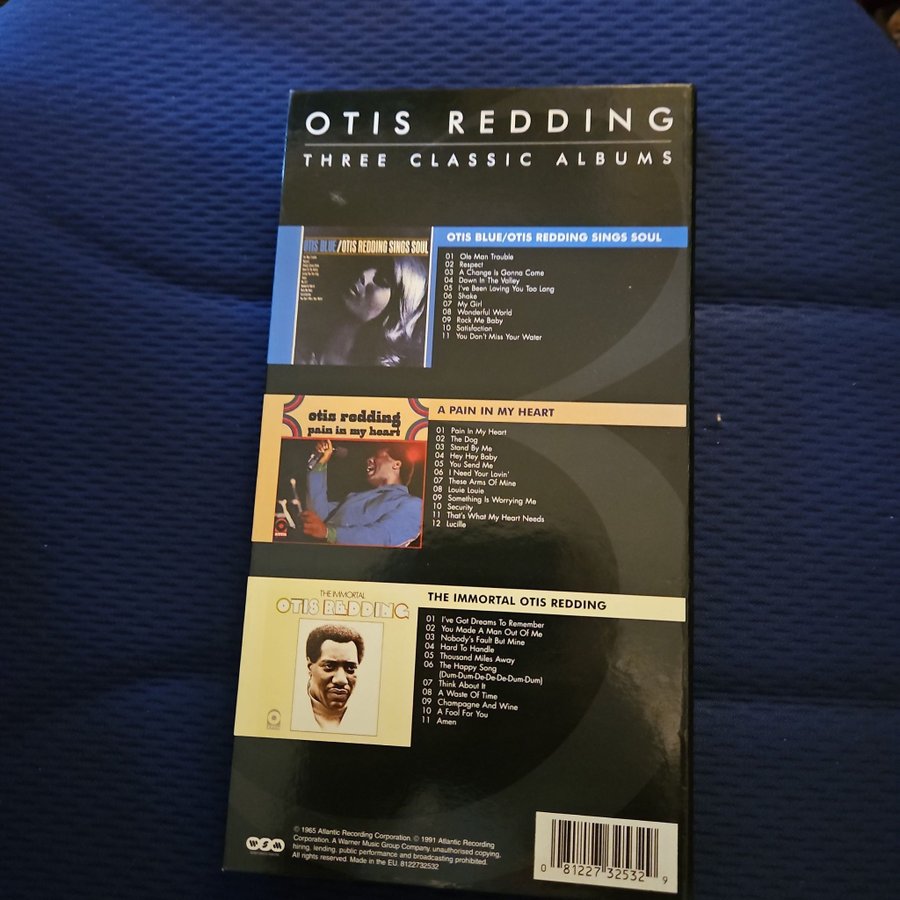 OTIS REDDING
THREE CLASSIC ALBUMS
OTIS BLUE/OTIS REDDING SINGS SOUL
OTIS BLUE/OTIS REDDING SINGS SOUL
01 Ole Man Trouble
02 Respect
03 A Change Is Gonna Come
04 Down In The Valley
05 I've Been Loving You Too Long
06 Shake
07 My Girl
08 Wonderful World
09 Rock Me Baby
10 Satisfaction
11 You Don't Miss Your Water
otis redding
pain in my heart
A PAIN IN MY HEART
01 Pain In My Heart
02 The Dog
03 Stand By Me
04 Hey Hey Baby
05 You Send Me
06 I Need Your Lovin'
07 These Arms Of Mine
08 Louie Louie
09 Something Is Worrying Me
10 Security
11 That's What My Heart Needs
12 Lucille
THE IMMORTAL
OTIS REDDING
THE IMMORTAL OTIS REDDING
01 I've Got Dreams To Remember
02 You Made A Man Out Of Me
03 Nobody's Fault But Mine
04 Hard To Handle
05 Thousand Miles Away
06 The Happy Song
(Dum-Dum-De-De-De-Dum-Dum)
07 Think About It
08 A Waste Of Time
09 Champagne And Wine
10 A Fool For You
11 Amen
WSM
℗ 1965 Atlantic Recording Corporation. © 1991 Atlantic Recording
Corporation. A Warner Music Group Company. unauthorised copying,
hiring, lending, public performance and broadcasting prohibited.
All rights reserved. Made in the EU. 8122732532
0 81227 32532 9